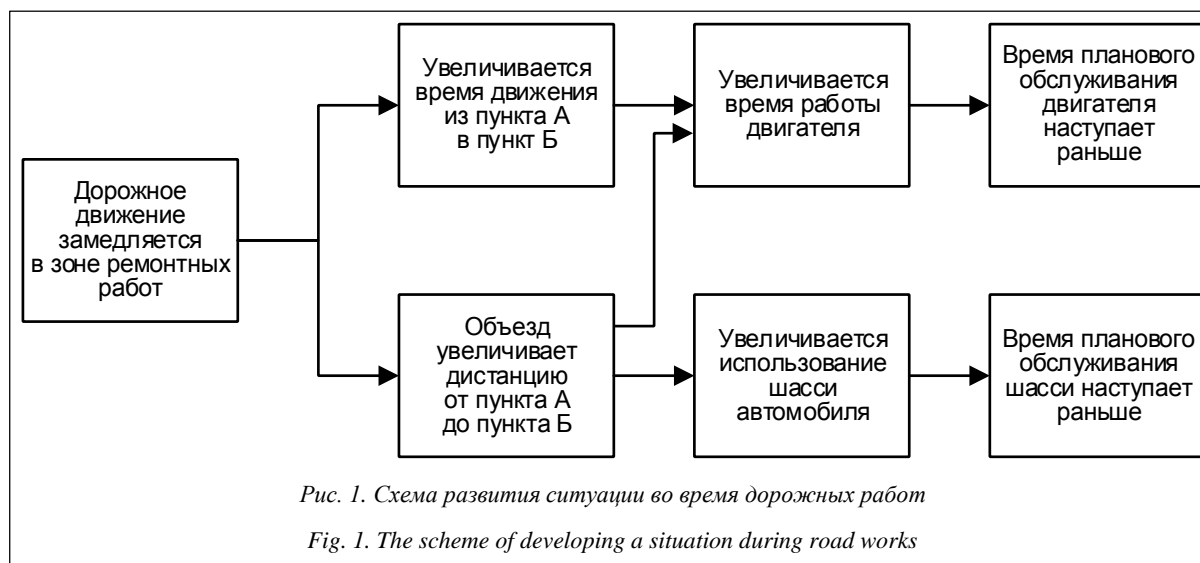 Дорожное
движение
замедляется
в зоне ремонтных
работ
Увеличивается
время движения
из пункта А
в пункт Б
Увеличивается
время работы
двигателя
Время планового
обслуживания
двигателя
наступает
раньше
Объезд
увеличивает
дистанцию
от пункта А
до пункта Б
Увеличивается
использование
шасси
автомобиля
Время планового
обслуживания
шасси наступает
раньше
Рис. 1. Схема развития ситуации во время дорожных работ
Fig. 1. The scheme of developing a situation during road works